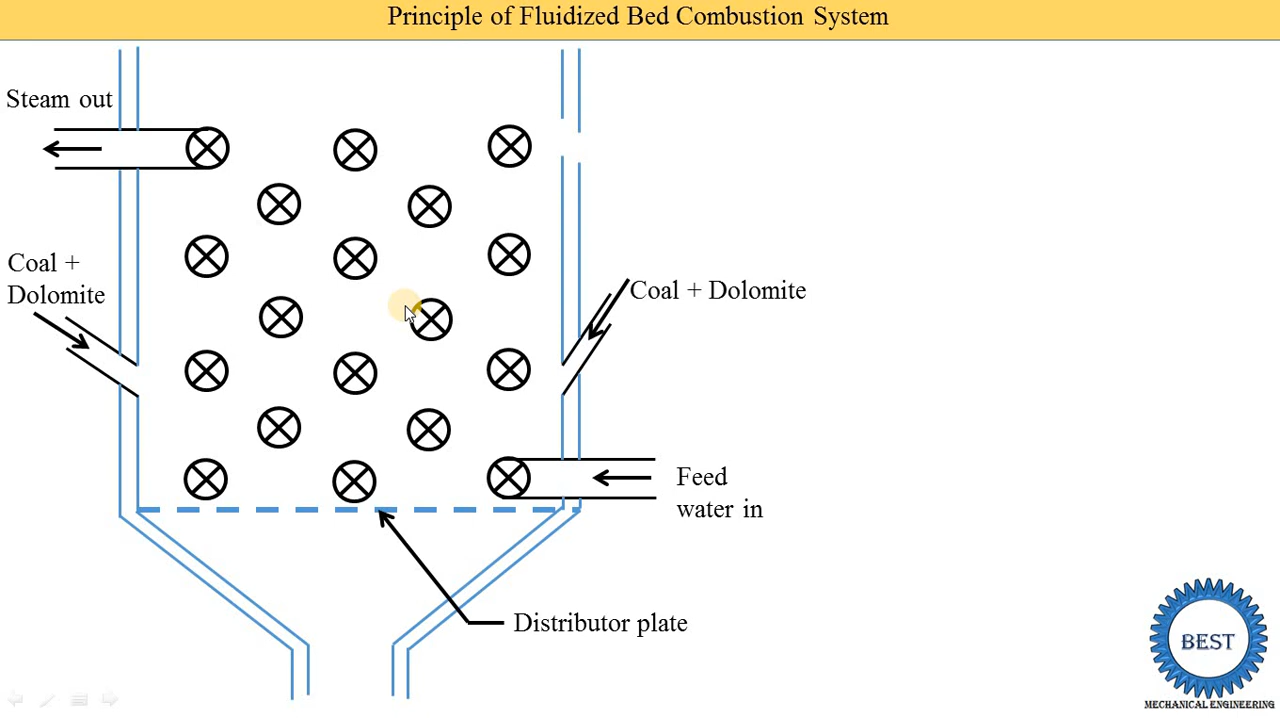 Principle of Fluidized Bed Combustion System
Steam out
Coal +
Dolomite
Coal + Dolomite
Feed
water in
Distributor plate
BEST
MECHANICAL ENGINEERING